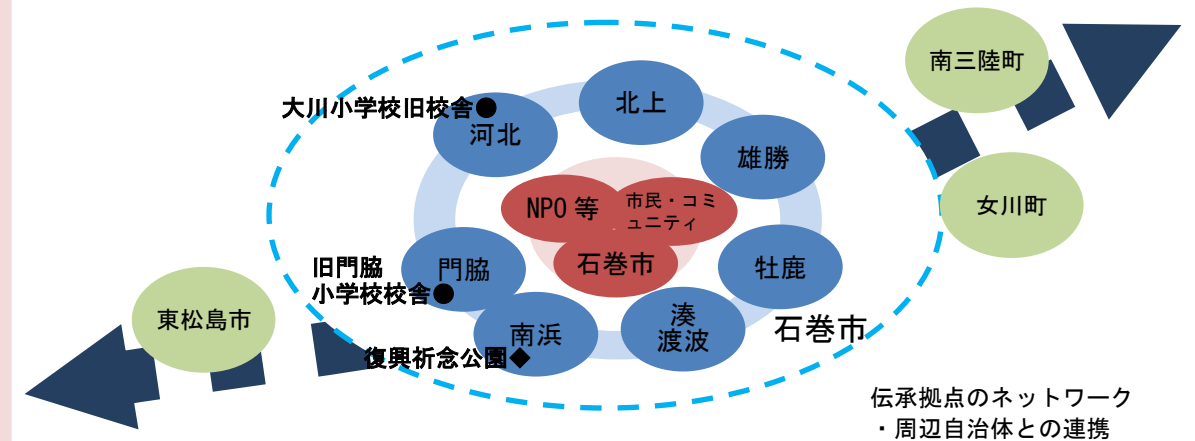 南三陸町
北上
大川小学校旧校舎●
河北
雄勝
NPO 等
市民・コミ
ュニティ
女川町
石巻市
門脇
牡鹿
旧門脇
小学校校舎●
東松島市
湊
渡波
南浜
石巻市
復興祈念公園◆
伝承拠点のネットワーク
・周辺自治体との連携